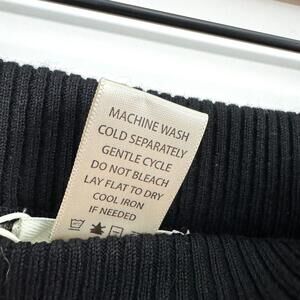 MACHINE WASH
COLD SEPARATELY
GENTLE CYCLE
DO NOT BLEACH
LAY FLAT TO DRY
COOL IRON
IF NEEDED